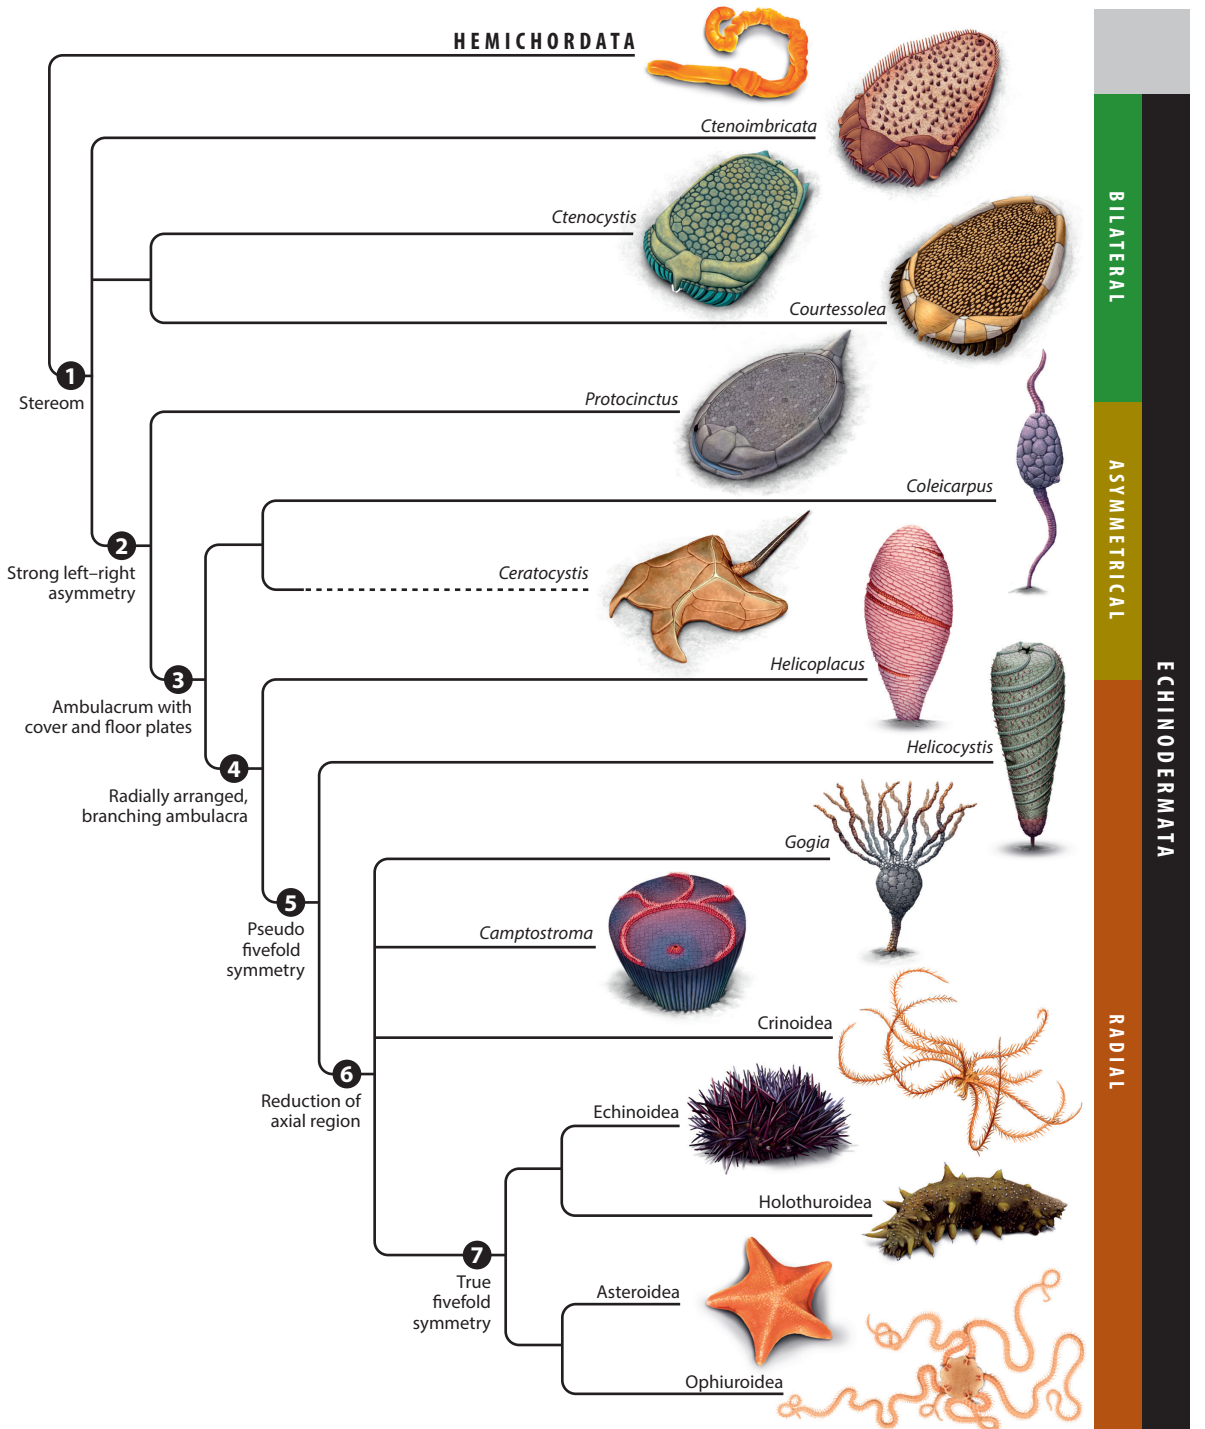 HEMICHORDATA
Ctenoimbricata
Ctenocystis
Courtessolea
1
Stereom
Protocinctus
Coleicarpus
2
Strong left–right
asymmetry
Ceratocystis
3
Ambulacrum with
cover and floor plates
Helicoplacus
Helicocystis
4
Radially arranged,
branching ambulacra
Gogia
5
Pseudo
fivefold
symmetry
Camptostroma
Crinoidea
6
Reduction of
axial region
Echinoidea
Holothuroidea
7
True
fivefold
symmetry
Asteroidea
Ophiuroidea
BILATERAL
ASYMMETRICAL
RADIAL
ECHINODERMATA